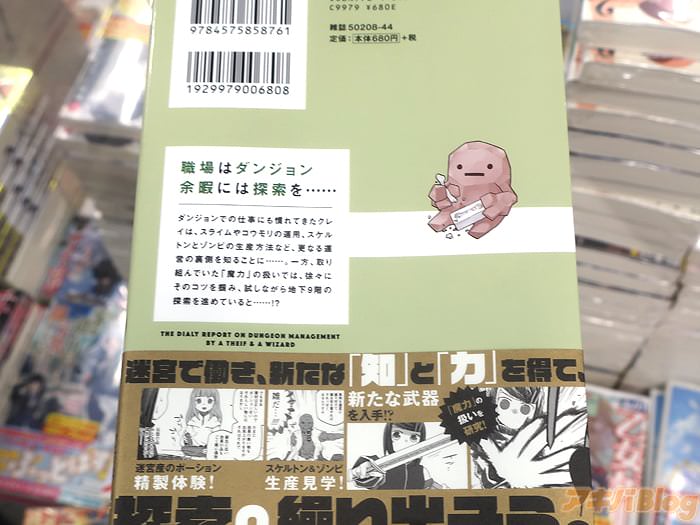 9784575858761
C9979 ¥680E
雑誌 50208-44
定価：本体680円＋税
1929979006808
職場はダンジョン
余暇には探索を……
ダンジョンでの仕事にも慣れてきたクレ
イは、スライムやコウモリの運用、スケル
トンとゾンビの生産方法など、更なる運
営の裏側を知ることに……。一方、取り
組んでいた「魔力」の扱いでは、徐々に
そのコツを掴み、試しながら地下9階の
探索を進めていると……!?
THE DIALY REPORT ON DUNGEON MANAGEMENT
BY A THEIF & A WIZARD
迷宮で働き、新たな「知」と「力」を得て、
新たな武器
を入手!?
「魔力」の
扱いを
研究!
迷宮産のポーション
精製体験!
スケルトン&ゾンビ
生産見学!
アキバBlog